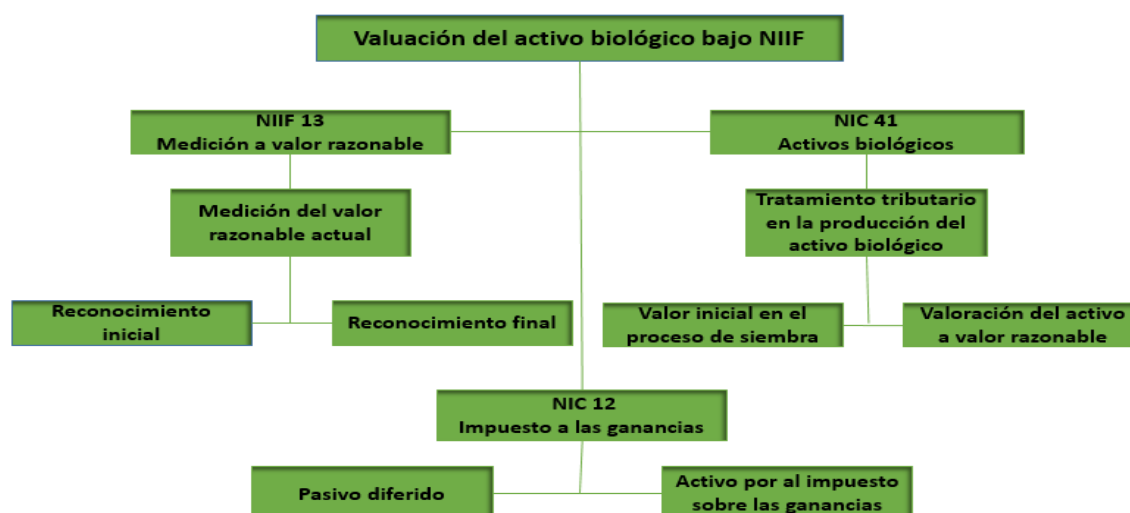 Valuación del activo biológico bajo NIIF
NIIF 13
Medición a valor razonable
NIC 41
Activos biológicos
Medición del valor
razonable actual
Tratamiento tributario
en la producción del
activo biológico
Reconocimiento
inicial
Reconocimiento final
Valor inicial en el
proceso de siembra
Valoración del activo
a valor razonable
NIC 12
Impuesto a las ganancias
Pasivo diferido
Activo por al impuesto
sobre las ganancias